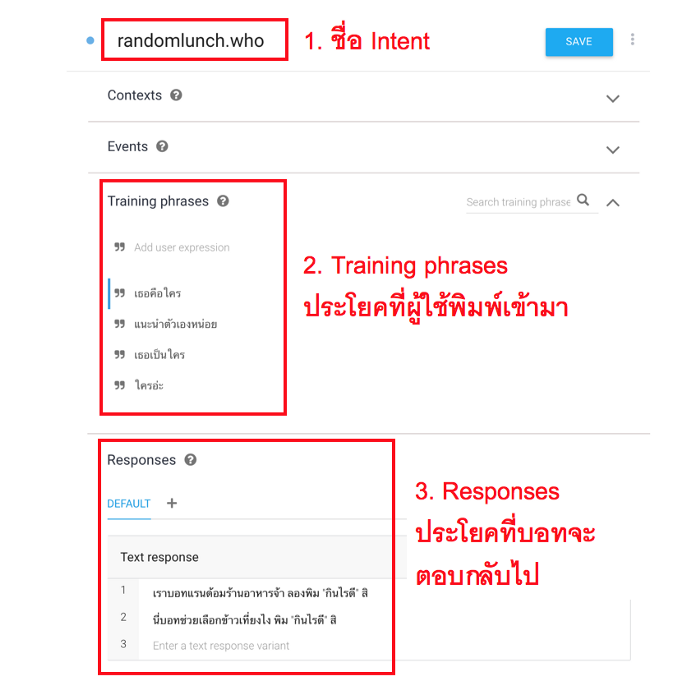 randomlunch.who
1. ชื่อ Intent
SAVE
Contexts
Events
Training phrases
Search training phrase
Add user expression
2. Training phrases
ประโยคที่ผู้ใช้พิมพ์เข้ามา
เธอคือใคร
แนะนำตัวเองหน่อย
เธอเป็นใคร
ใครอ่ะ
Responses
DEFAULT
3. Responses
ประโยคที่บอทจะ
ตอบกลับไป
Text response
1 เราบอทแรนด้อมร้านอาหารจ้า ลองพิม "กินไรดี" สิ
2 นี่บอทช่วยเลือกข้าวเที่ยงไง พิม "กินไรดี" สิ
3 Enter a text response variant